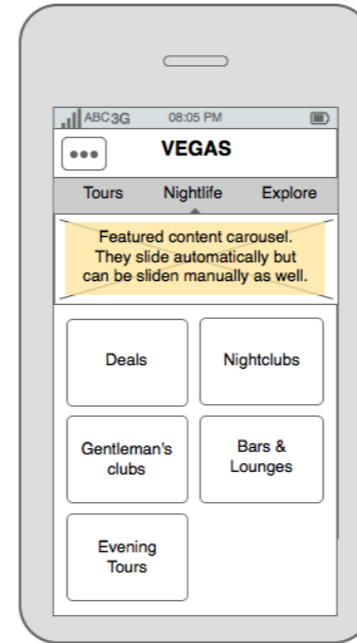 ABC 3G 08:05 PM
VEGAS
Tours Nightlife Explore
Featured content carousel.
They slide automatically but
can be sliden manually as well.
Deals
Nightclubs
Gentleman's
clubs
Bars &
Lounges
Evening
Tours